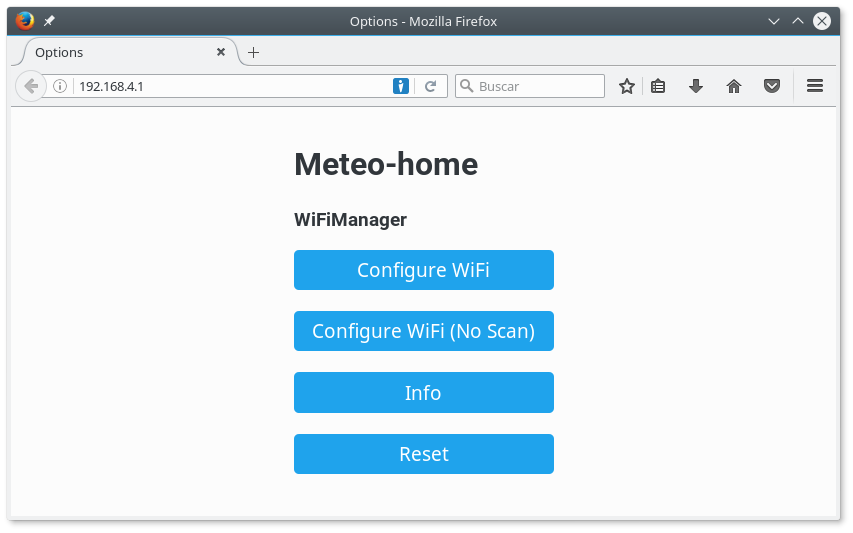 Options - Mozilla Firefox
Options
192.168.4.1
Buscar
Meteo-home
WiFiManager
Configure WiFi
Configure WiFi (No Scan)
Info
Reset